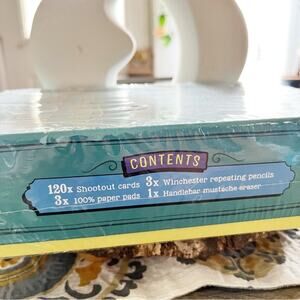 CONTENTS
120x Shootout cards 3x Winchester repeating pencils
3x 100% paper pads 1x Handlebar mustache eraser